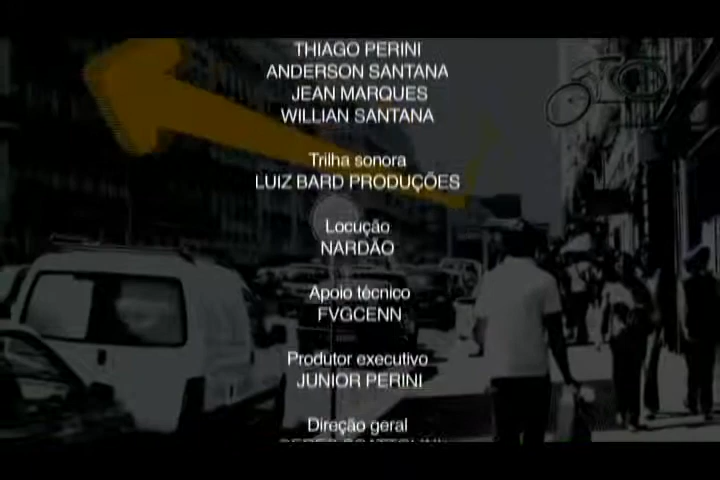 THIAGO PERINI
ANDERSON SANTANA
JEAN MARQUES
WILLIAN SANTANA
Trilha sonora
LUIZ BARD PRODUÇÕES
Locução
NARDÃO
Apoio técnico
FVGCENN
Produtor executivo
JUNIOR PERINI
Direção geral